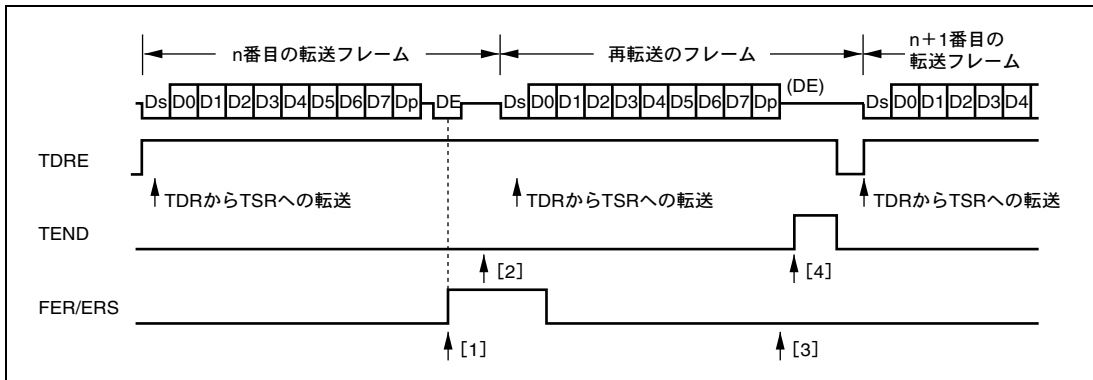 n番目の転送フレーム
再転送のフレーム
n+1番目の
転送フレーム
Ds D0 D1 D2 D3 D4 D5 D6 D7 Dp DE
Ds D0 D1 D2 D3 D4 D5 D6 D7 Dp (DE)
Ds D0 D1 D2 D3 D4
TDRE
TDRからTSRへの転送
TDRからTSRへの転送
TDRからTSRへの転送
TEND
[2]
[4]
FER/ERS
[1]
[3]